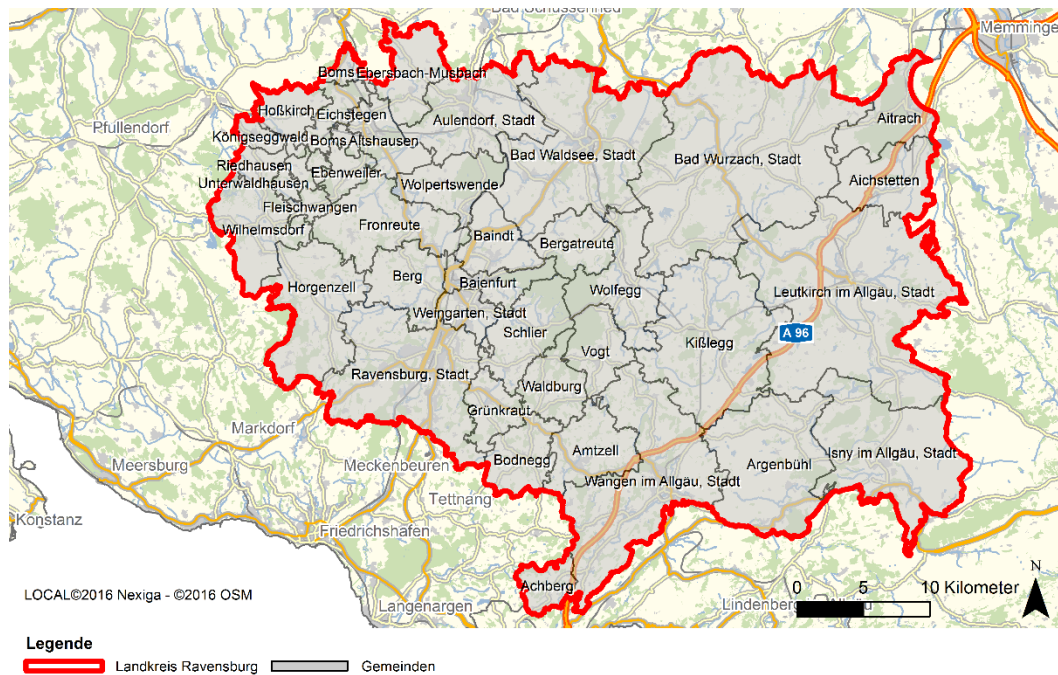 Bad Schussenried
Memminge
Boms
Ebersbach-Musbach
Hoßkirch
Eichstegen
Aulendorf, Stadt
Aitrach
Pfullendorf
Königseggwald
Boms
Altshausen
Bad Waldsee, Stadt
Bad Wurzach, Stadt
Riedhausen
Ebenweiler
Aichstetten
Unterwaldhausen
Wolpertswende
Fleischwangen
Wilhelmsdorf
Fronreute
Baindt
Bergatreute
Berg
Baienfurt
Wolfegg
Leutkirch im Allgäu, Stadt
Horgenzell
Weingarten, Stadt
Schlier
A 96
Kißlegg
Vogt
Ravensburg, Stadt
Waldburg
Grünkraut
Markdorf
Amtzell
Isny im Allgäu, Stadt
Meersburg
Meckenbeuren
Bodnegg
Argenbühl
Wangen im Allgäu, Stadt
Tettnang
Konstanz
Friedrichshafen
Achberg
N
0 5 10 Kilometer
LOCAL©2016 Nexiga - ©2016 OSM
Langenargen
Legende
Landkreis Ravensburg
Gemeinden